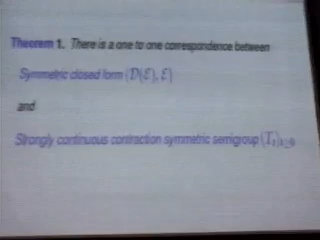 Theorem 1. There is a one to one correspondence between
Symmetric closed form (D(E), E)
and
Strongly continuous contraction symmetric semigroup (T_t)_{t≥0}